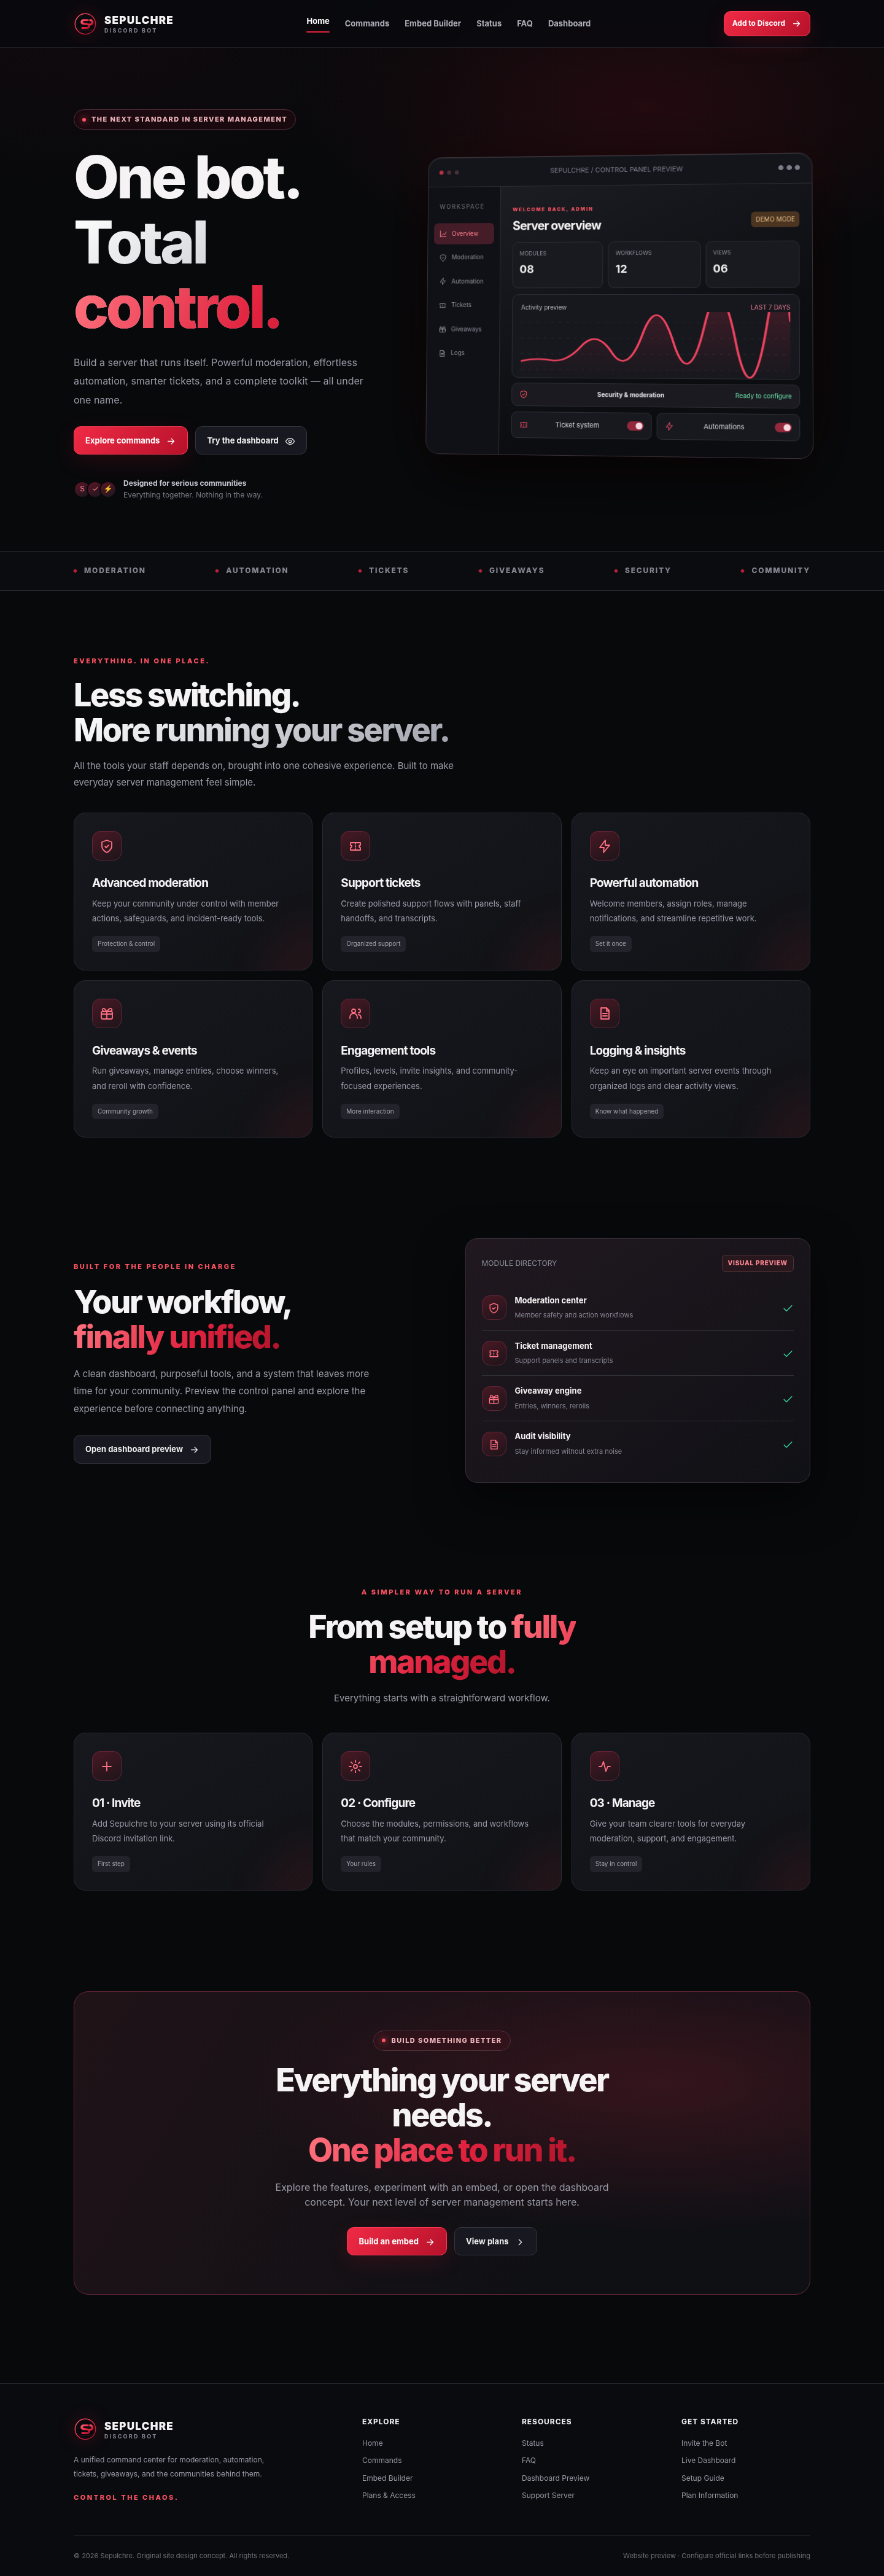 SEPULCHRE
DISCORD BOT
Home
Commands
Embed Builder
Status
FAQ
Dashboard
Add to Discord
THE NEXT STANDARD IN SERVER MANAGEMENT
One bot.
Total
control.
Build a server that runs itself. Powerful moderation, effortless
automation, smarter tickets, and a complete toolkit — all under
one name.
Explore commands
Try the dashboard
S
Designed for serious communities
Everything together. Nothing in the way.
SEPULCHRE / CONTROL PANEL PREVIEW
WORKSPACE
Overview
Moderation
Automation
Tickets
Giveaways
Logs
WELCOME BACK, ADMIN
Server overview
DEMO MODE
MODULES
08
WORKFLOWS
12
VIEWS
06
Activity preview
LAST 7 DAYS
Security & moderation
Ready to configure
Ticket system
Automations
MODERATION
AUTOMATION
TICKETS
GIVEAWAYS
SECURITY
COMMUNITY
EVERYTHING. IN ONE PLACE.
Less switching.
More running your server.
All the tools your staff depends on, brought into one cohesive experience. Built to make
everyday server management feel simple.
Advanced moderation
Keep your community under control with member
actions, safeguards, and incident-ready tools.
Protection & control
Support tickets
Create polished support flows with panels, staff
handoffs, and transcripts.
Organized support
Powerful automation
Welcome members, assign roles, manage
notifications, and streamline repetitive work.
Set it once
Giveaways & events
Run giveaways, manage entries, choose winners,
and reroll with confidence.
Community growth
Engagement tools
Profiles, levels, invite insights, and community-
focused experiences.
More interaction
Logging & insights
Keep an eye on important server events through
organized logs and clear activity views.
Know what happened
BUILT FOR THE PEOPLE IN CHARGE
Your workflow,
finally unified.
A clean dashboard, purposeful tools, and a system that leaves more
time for your community. Preview the control panel and explore the
experience before connecting anything.
Open dashboard preview
MODULE DIRECTORY
VISUAL PREVIEW
Moderation center
Member safety and action workflows
Ticket management
Support panels and transcripts
Giveaway engine
Entries, winners, rerolls
Audit visibility
Stay informed without extra noise
A SIMPLER WAY TO RUN A SERVER
From setup to fully
managed.
Everything starts with a straightforward workflow.
01 · Invite
Add Sepulchre to your server using its official
Discord invitation link.
First step
02 · Configure
Choose the modules, permissions, and workflows
that match your community.
Your rules
03 · Manage
Give your team clearer tools for everyday
moderation, support, and engagement.
Stay in control
BUILD SOMETHING BETTER
Everything your server
needs.
One place to run it.
Explore the features, experiment with an embed, or open the dashboard
concept. Your next level of server management starts here.
Build an embed
View plans
SEPULCHRE
DISCORD BOT
A unified command center for moderation, automation,
tickets, giveaways, and the communities behind them.
CONTROL THE CHAOS.
EXPLORE
Home
Commands
Embed Builder
Plans & Access
RESOURCES
Status
FAQ
Dashboard Preview
Support Server
GET STARTED
Invite the Bot
Live Dashboard
Setup Guide
Plan Information
© 2026 Sepulchre. Original site design concept. All rights reserved.
Website preview · Configure official links before publishing